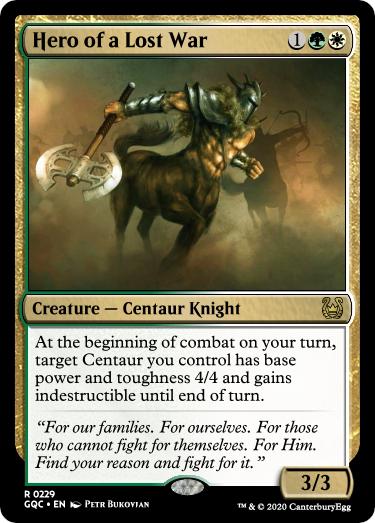 Hero of a Lost War 1
Creature — Centaur Knight
At the beginning of combat on your turn,
target Centaur you control has base
power and toughness 4/4 and gains
indestructible until end of turn.
“For our families. For ourselves. For those
who cannot fight for themselves. For Him.
Find your reason and fight for it.”
3/3
R 0229
GQC • EN Petr Bukovjan
™ & © 2020 CanterburyEgg